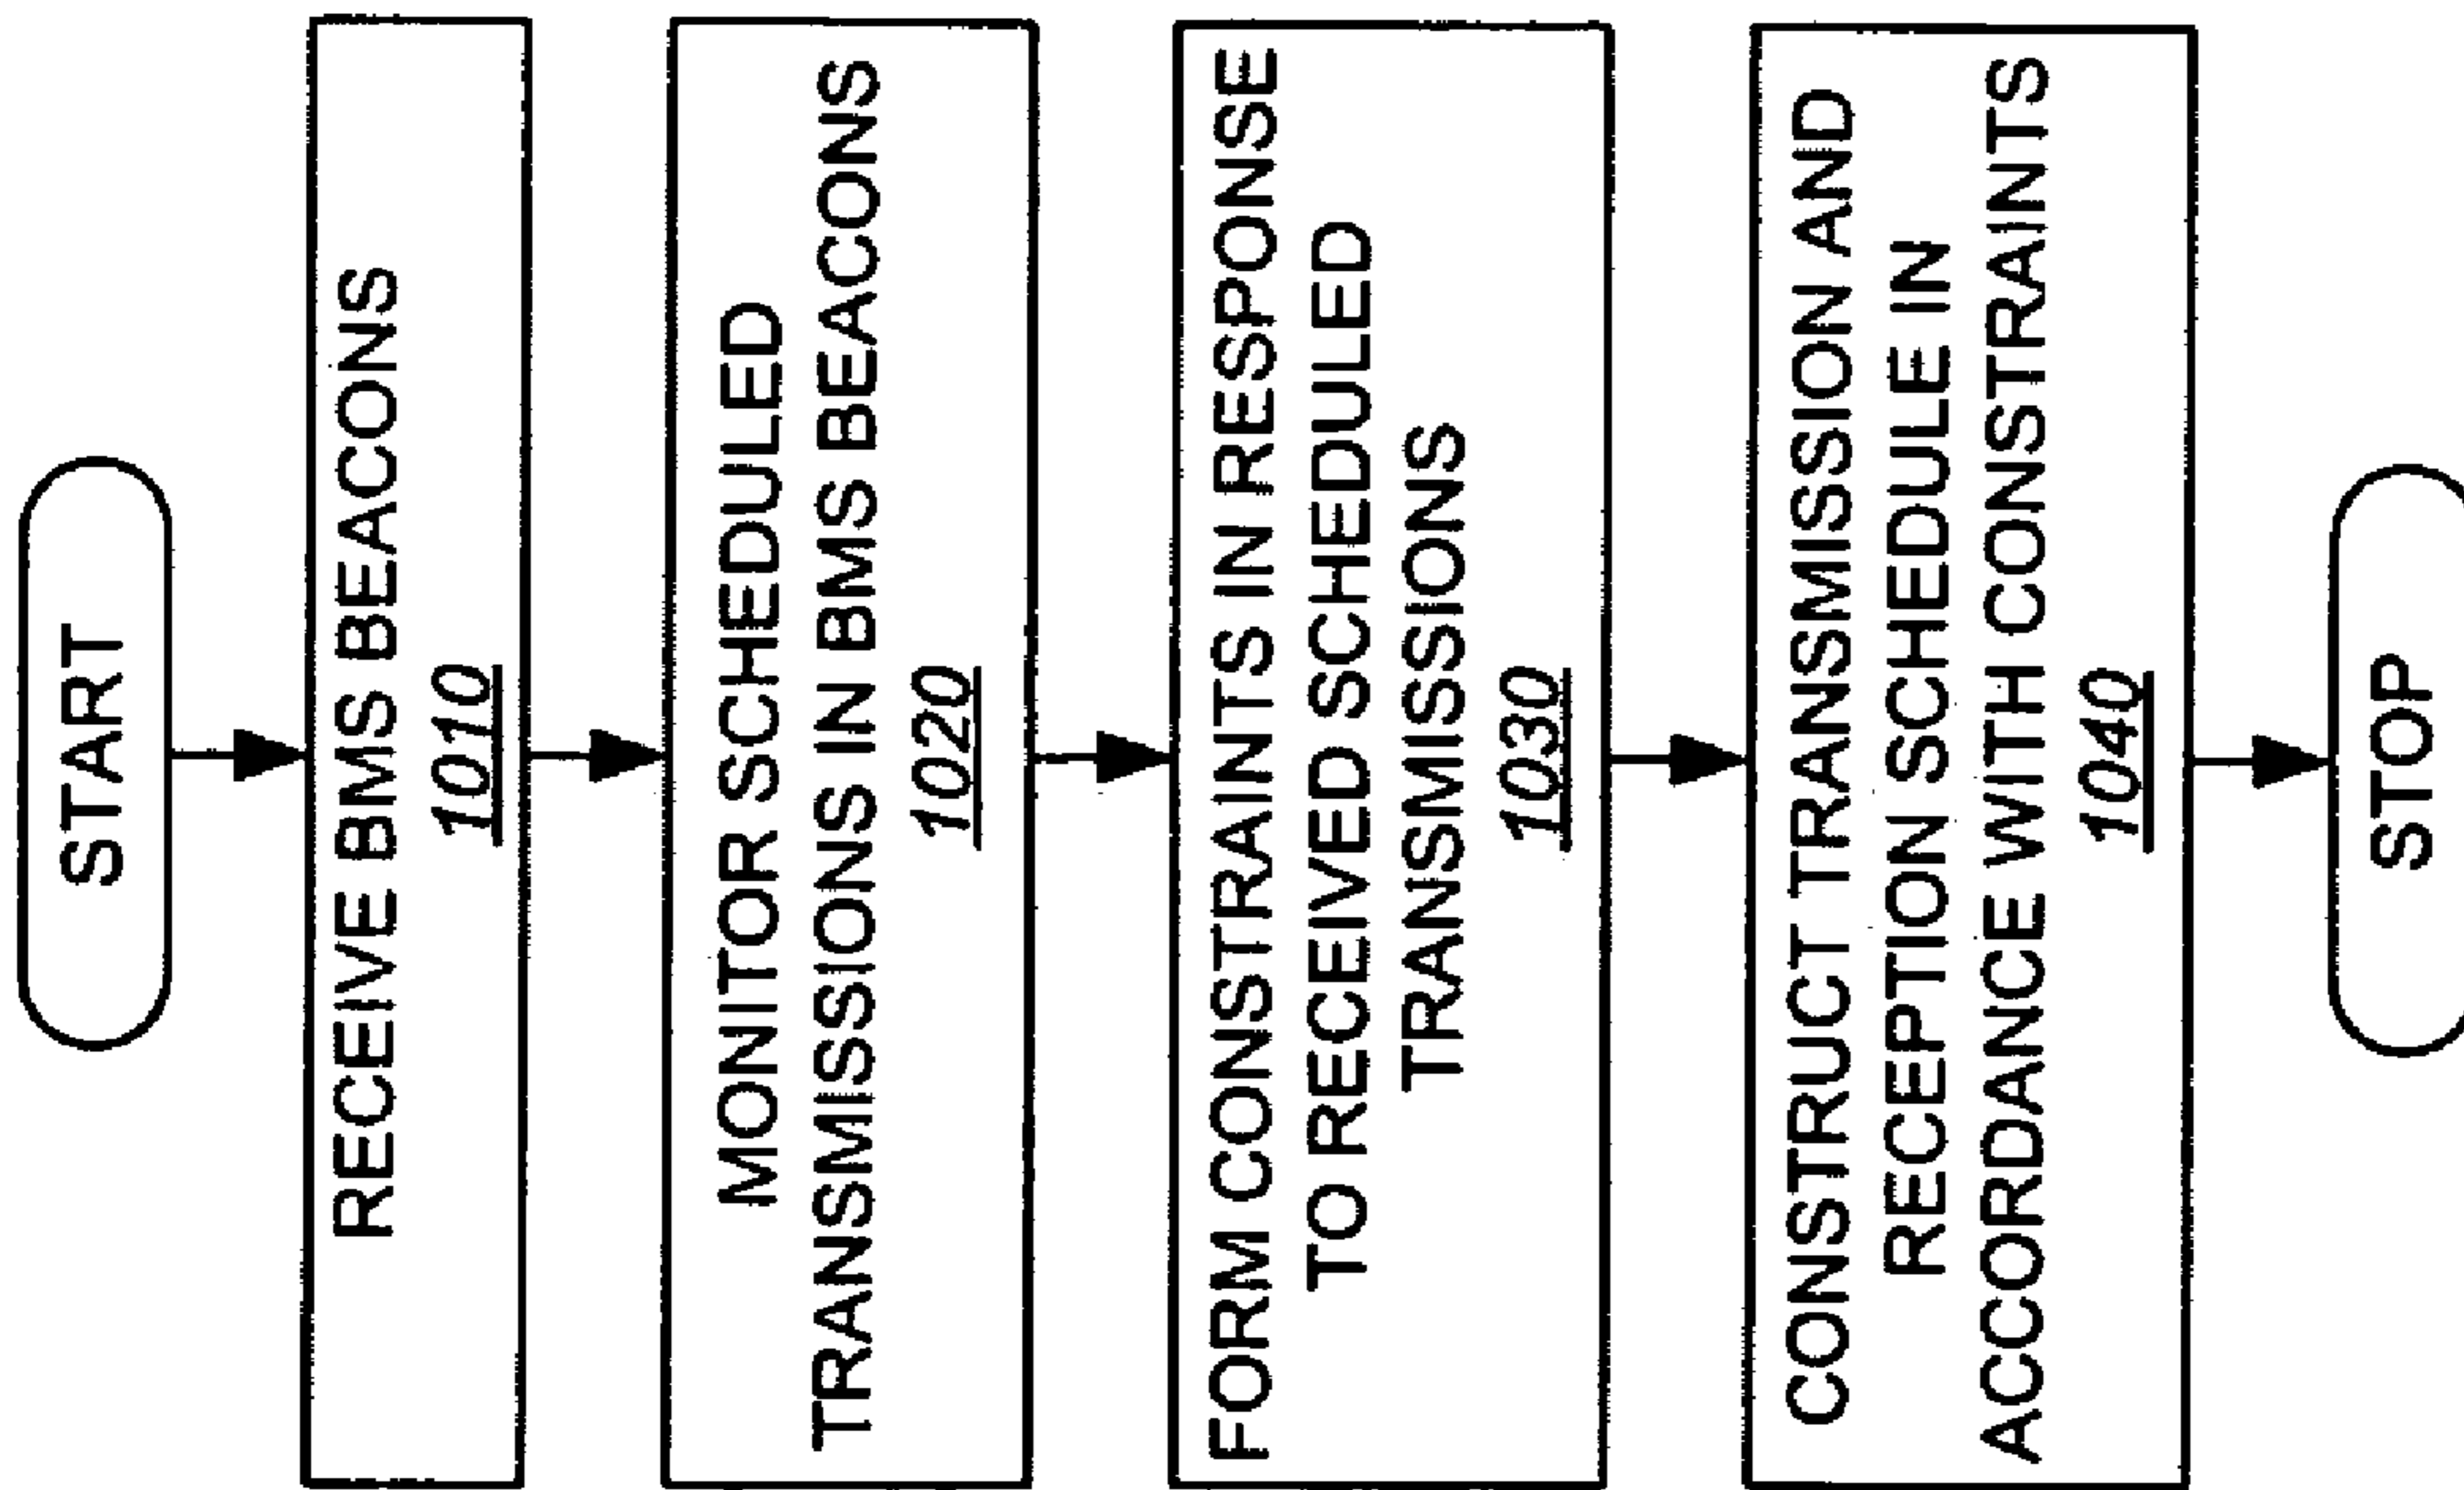 START
RECEIVE BMS BEACONS
1010
MONITOR SCHEDULED
TRANSMISSIONS IN BMS BEACONS
1020
FORM CONSTRAINTS IN RESPONSE
TO RECEIVED SCHEDULED
TRANSMISSIONS
1030
CONSTRUCT TRANSMISSION AND
RECEPTION SCHEDULE IN
ACCORDANCE WITH CONSTRAINTS
1040
STOP